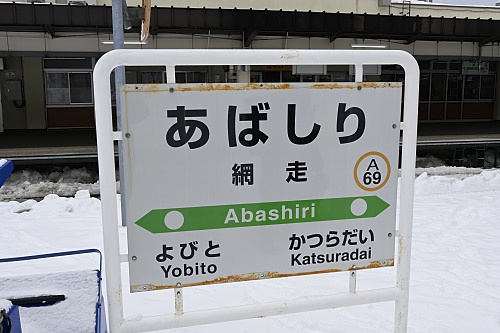 あばしり
網走
A
69
Abashiri
よびと
Yobito
かつらだい
Katsuradai